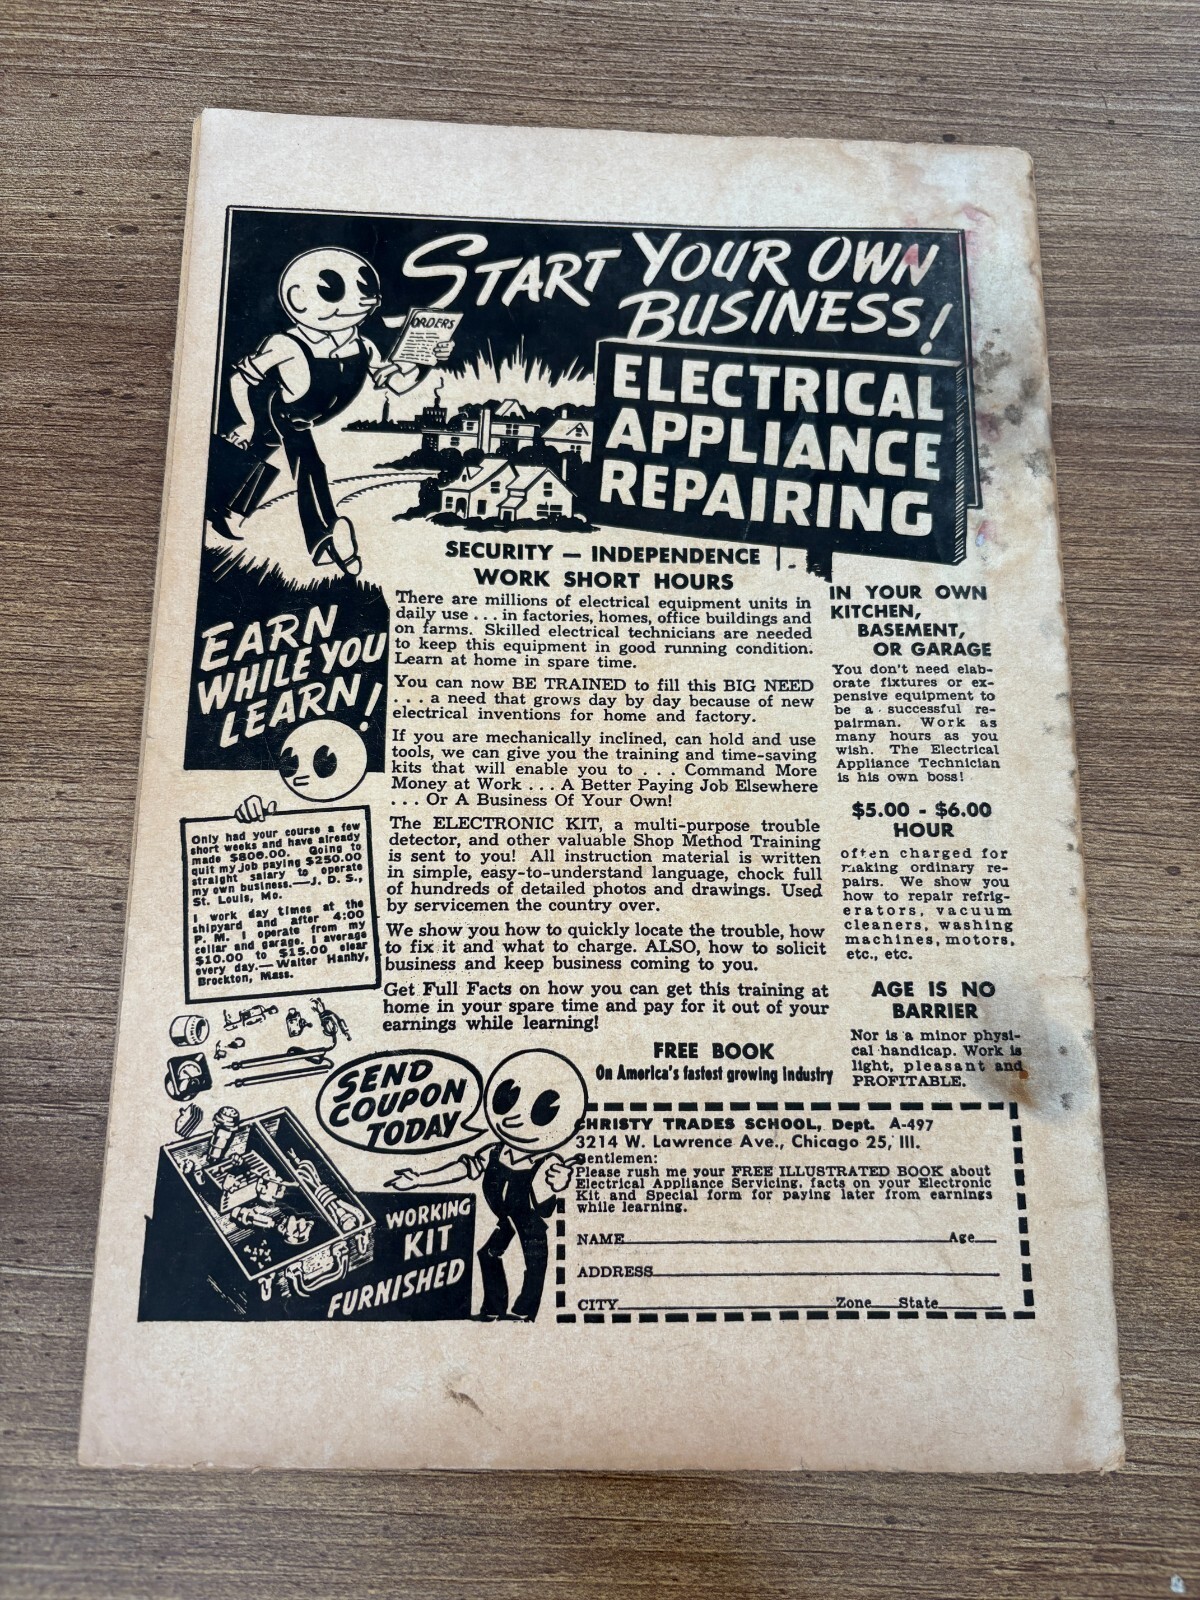 START YOUR OWN
BUSINESS!
ORDERS
ELECTRICAL
APPLIANCE
REPAIRING
EARN
WHILE YOU
LEARN!
Only had your course a few
short weeks and have already
made $800.00. Going to
quit my job paying $250.00
straight salary to operate
my own business.—J. D. S.,
St. Louis, Mo.
I work day times at the
shipyard and after 4:00
P. M. I operate from my
cellar and garage. I average
$10.00 to $15.00 clear
every day.—Walter Hanhy,
Brockton, Mass.
SECURITY — INDEPENDENCE
WORK SHORT HOURS
There are millions of electrical equipment units in
daily use . . . in factories, homes, office buildings and
on farms. Skilled electrical technicians are needed
to keep this equipment in good running condition.
Learn at home in spare time.
You can now BE TRAINED to fill this BIG NEED
. . . a need that grows day by day because of new
electrical inventions for home and factory.
If you are mechanically inclined, can hold and use
tools, we can give you the training and time-saving
kits that will enable you to . . . Command More
Money at Work . . . A Better Paying Job Elsewhere
. . . Or A Business Of Your Own!
The ELECTRONIC KIT, a multi-purpose trouble
detector, and other valuable Shop Method Training
is sent to you! All instruction material is written
in simple, easy-to-understand language, chock full
of hundreds of detailed photos and drawings. Used
by servicemen the country over.
We show you how to quickly locate the trouble, how
to fix it and what to charge. ALSO, how to solicit
business and keep business coming to you.
Get Full Facts on how you can get this training at
home in your spare time and pay for it out of your
earnings while learning!
IN YOUR OWN
KITCHEN,
BASEMENT,
OR GARAGE
You don't need elab-
orate fixtures or ex-
pensive equipment to
be a successful re-
pairman. Work as
many hours as you
wish. The Electrical
Appliance Technician
is his own boss!
$5.00 - $6.00
HOUR
often charged for
making ordinary re-
pairs. We show you
how to repair refrig-
erators, vacuum
cleaners, washing
machines, motors,
etc., etc.
AGE IS NO
BARRIER
Nor is a minor physi-
cal handicap. Work is
light, pleasant and
PROFITABLE.
FREE BOOK
On America's fastest growing Industry
SEND
COUPON
TODAY
WORKING
KIT
FURNISHED
CHRISTY TRADES SCHOOL, Dept. A-497
3214 W. Lawrence Ave., Chicago 25, Ill.
Gentlemen:
Please rush me your FREE ILLUSTRATED BOOK about
Electrical Appliance Servicing, facts on your Electronic
Kit and Special form for paying later from earnings
while learning.
NAME Age
ADDRESS
CITY Zone State